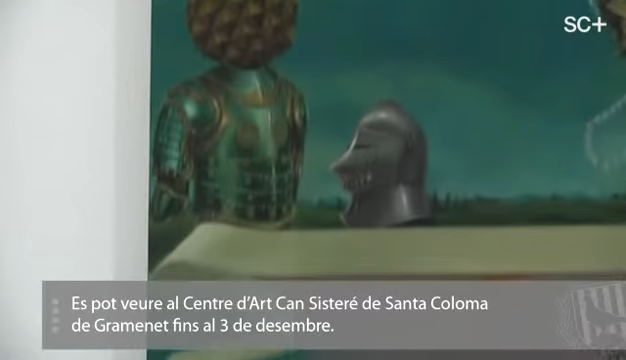 SC+
Es pot veure al Centre d'Art Can Sisteré de Santa Coloma
de Gramenet fins al 3 de desembre.